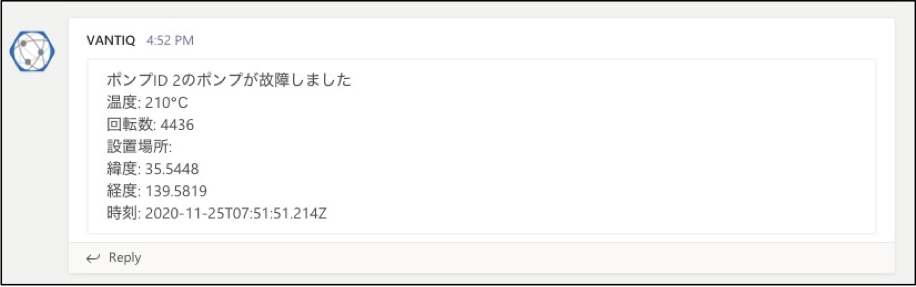 VANTIQ 4:52 PM
ポンプID 2のポンプが故障しました
温度: 210°C
回転数: 4436
設置場所:
緯度: 35.5448
経度: 139.5819
時刻: 2020-11-25T07:51:51.214Z
Reply